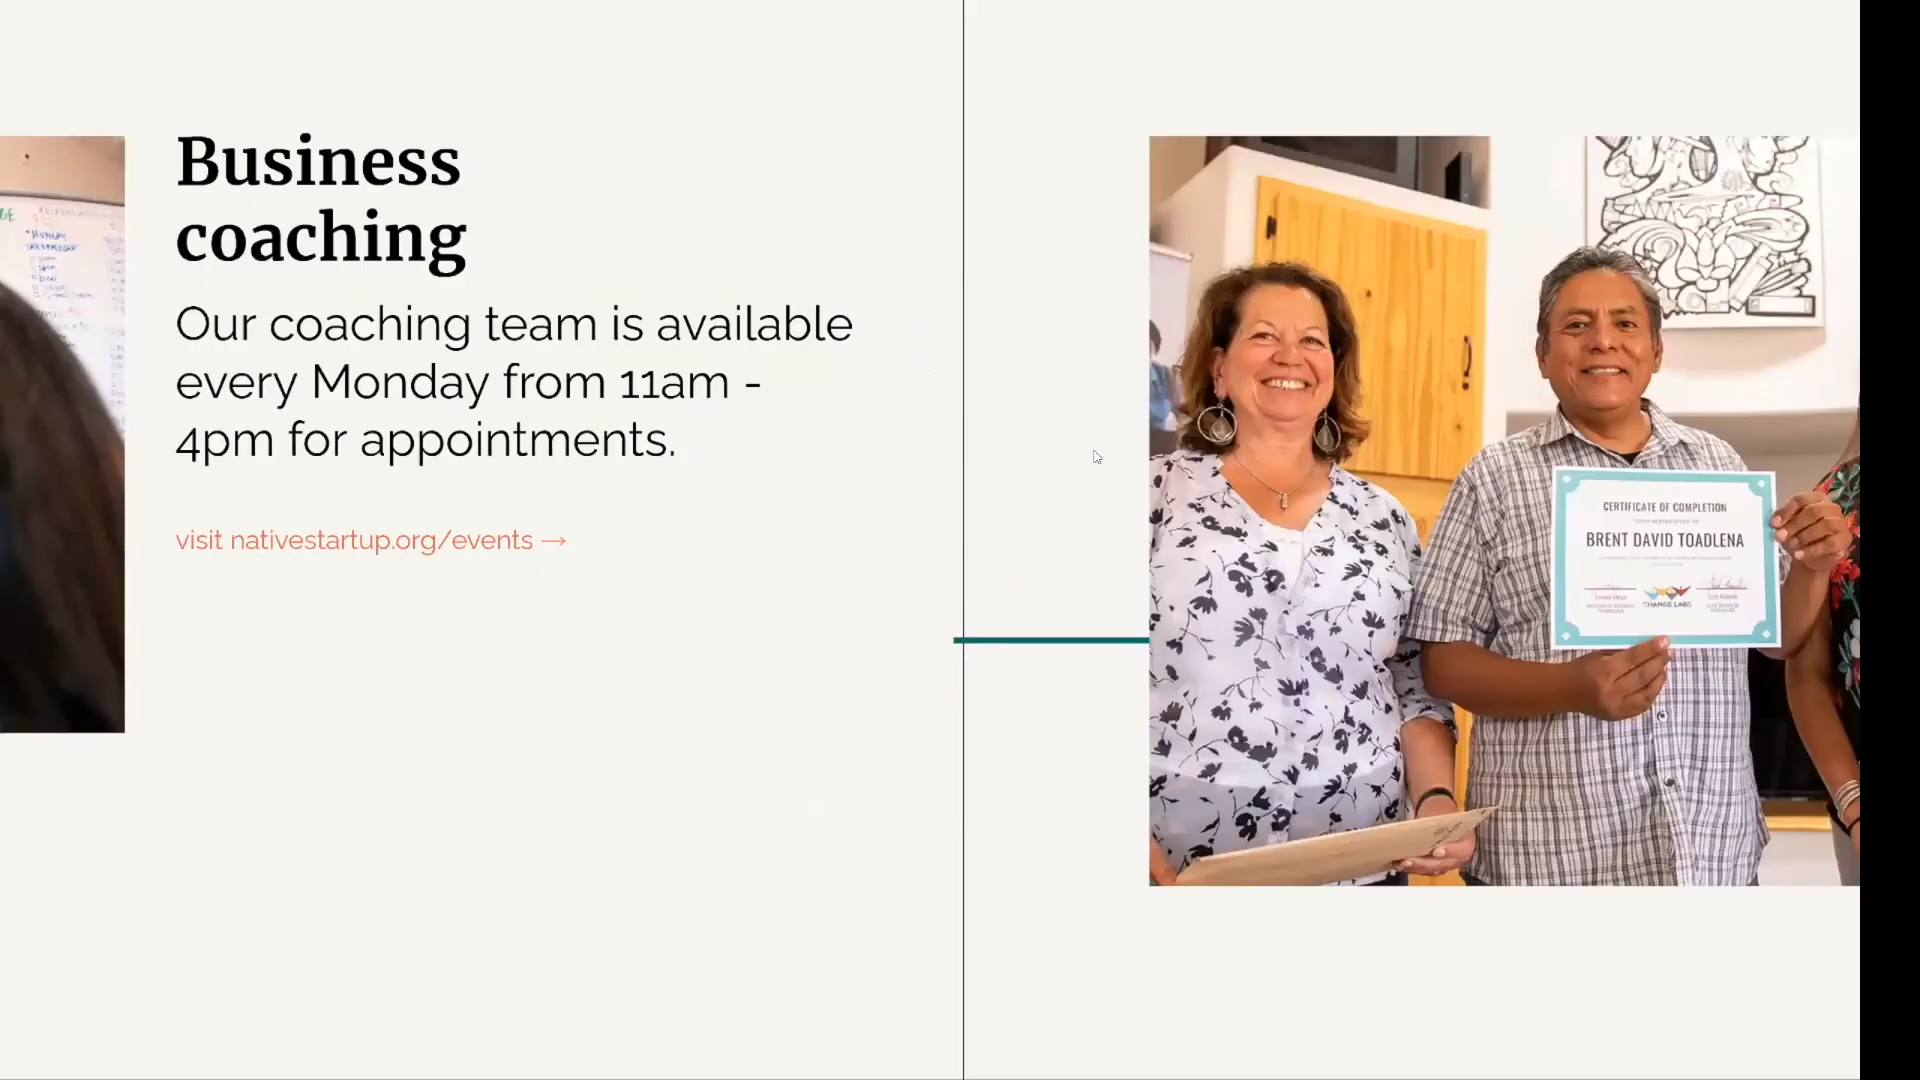 Business
coaching
Our coaching team is available
every Monday from 11am -
4pm for appointments.
visit nativestartup.org/events →
CERTIFICATE OF COMPLETION
BRENT DAVID TOADLENA
CHANGE LABS